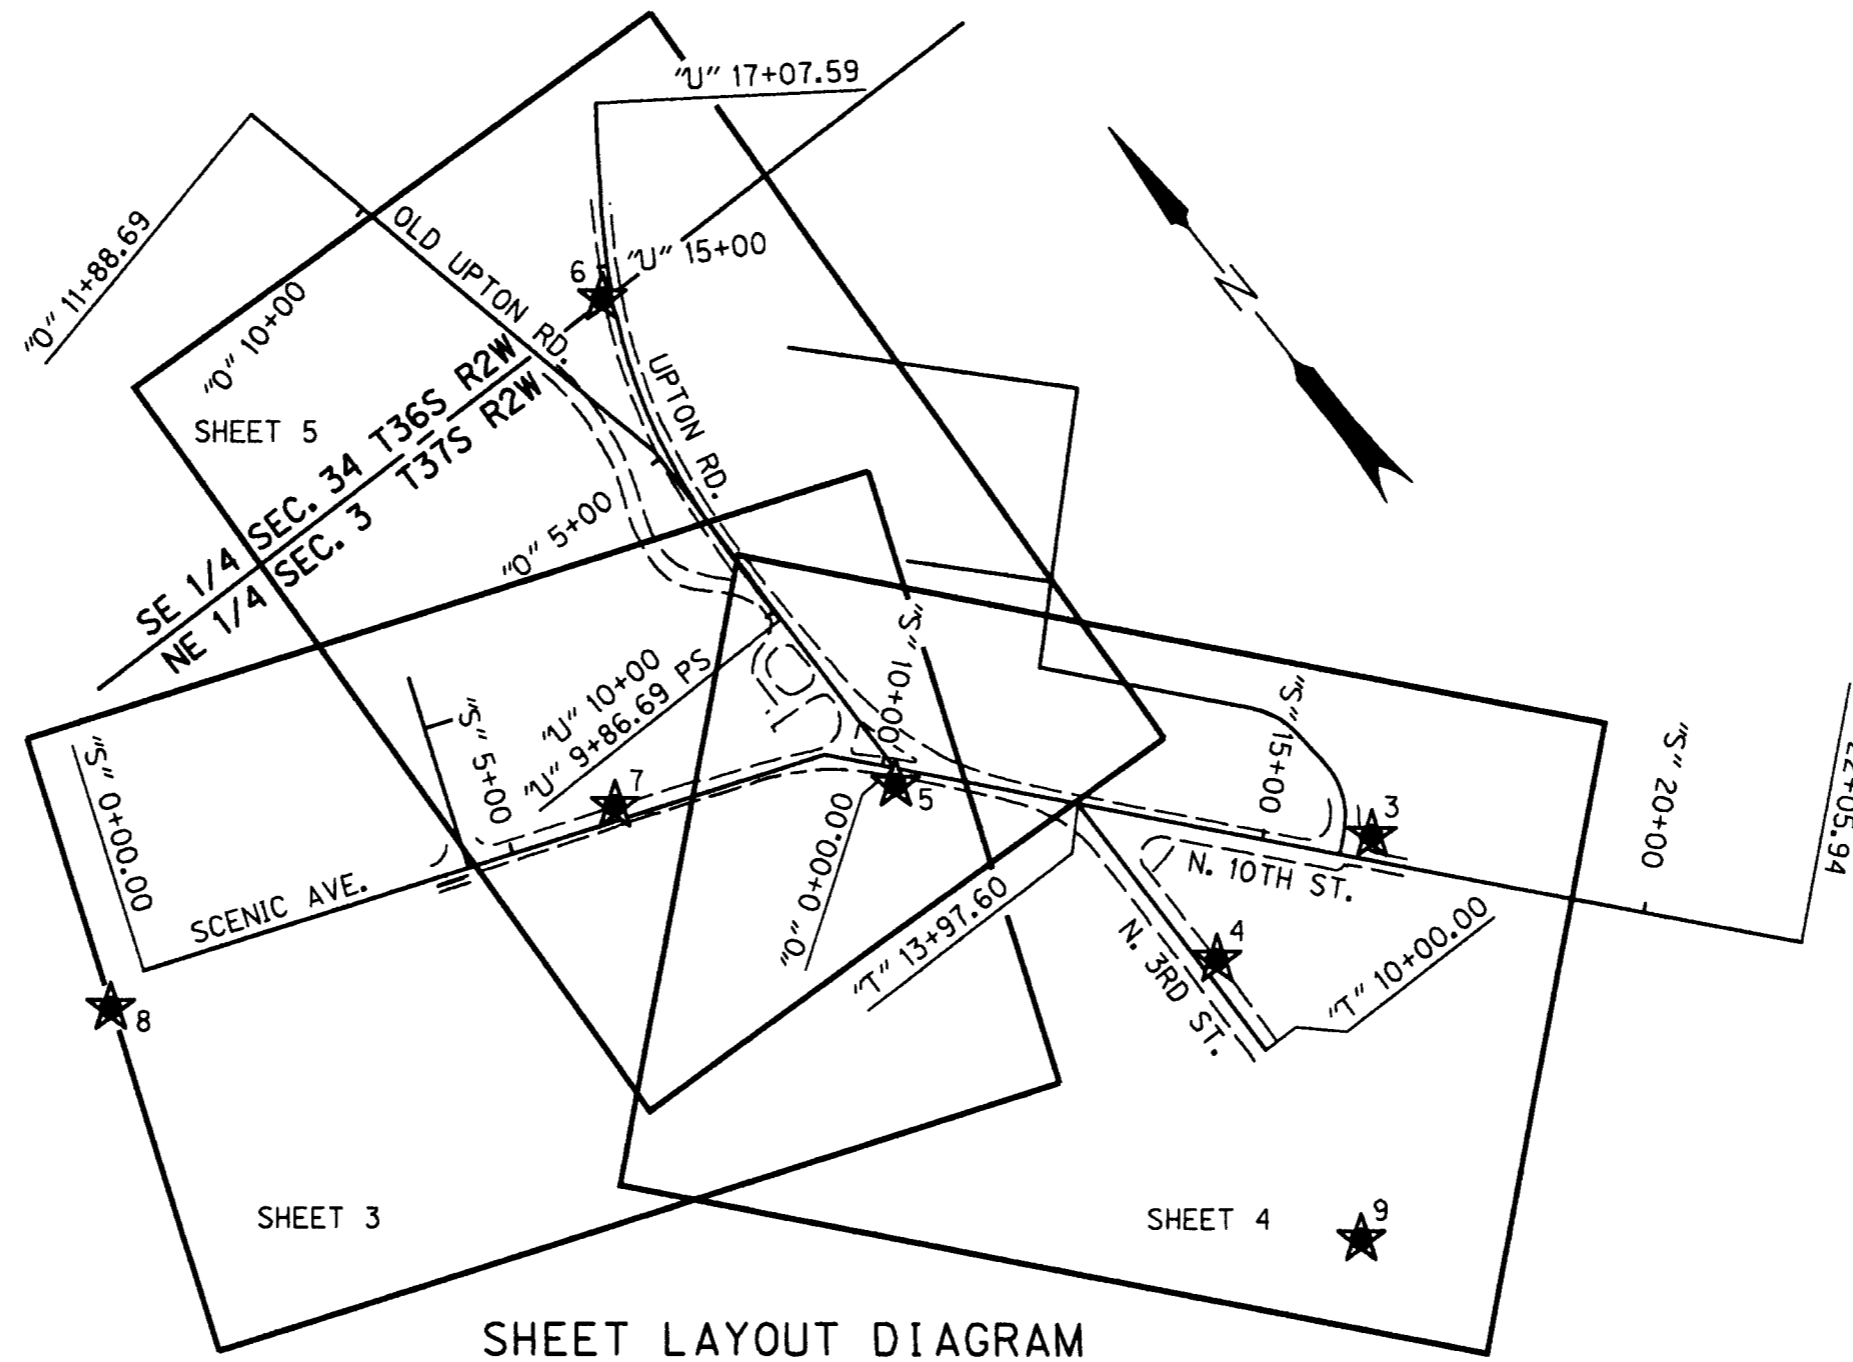 "U" 17+07.59
"O" 11+88.69
OLD UPTON RD.
"U" 15+00
6
"O" 10+00
N
UPTON RD.
SHEET 5
SE 1/4 SEC. 34 T36S R2W
NE 1/4 SEC. 3 T37S R2W
"O" 5+00
"S" 10+00
"U" 10+00
"U" 9+86.69 PS
"S" 0+00.00
"S" 5+00
7
5
"S" 15+00
3
"S" 20+00
22+05.94
SCENIC AVE.
"O" 0+00.00
N. 10TH ST.
"T" 13+97.60
N. 3RD ST.
4
"T" 10+00.00
8
SHEET 3
SHEET 4
9
SHEET LAYOUT DIAGRAM